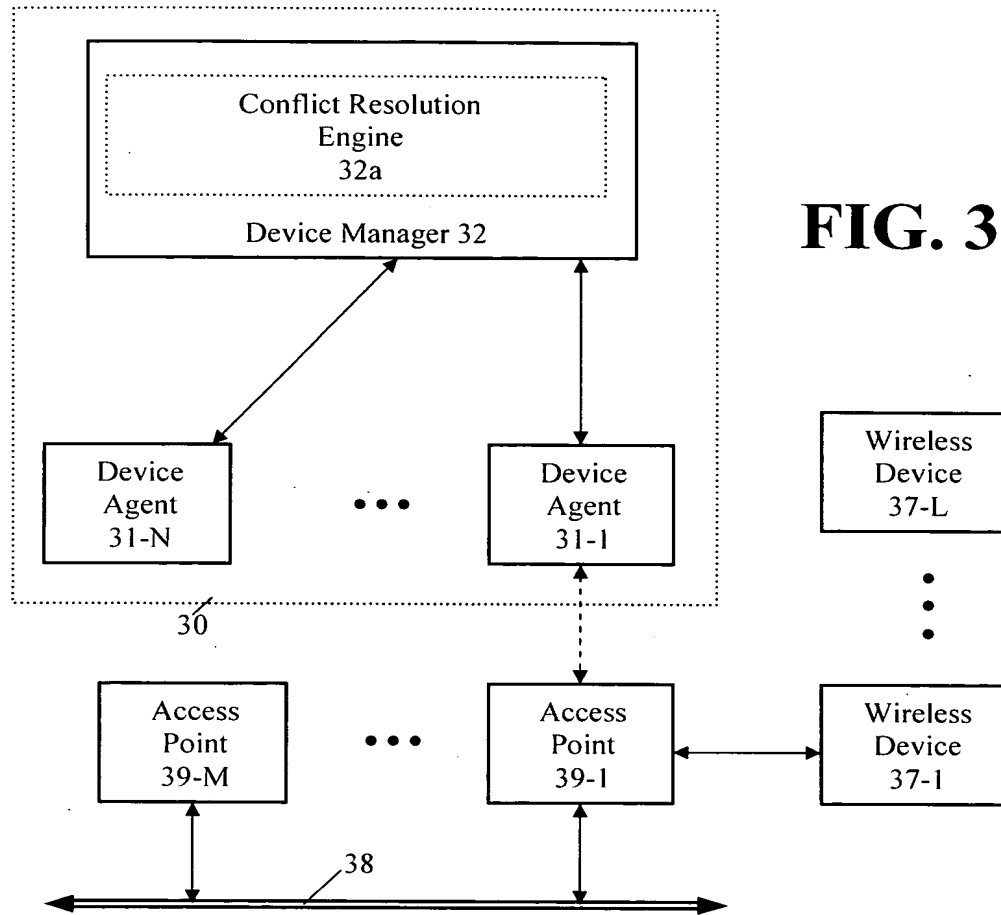 Conflict Resolution
Engine
32a
Device Manager 32
FIG. 3
Device
Agent
31-N
Device
Agent
31-1
Wireless
Device
37-L
30
Access
Point
39-M
Access
Point
39-1
Wireless
Device
37-1
38